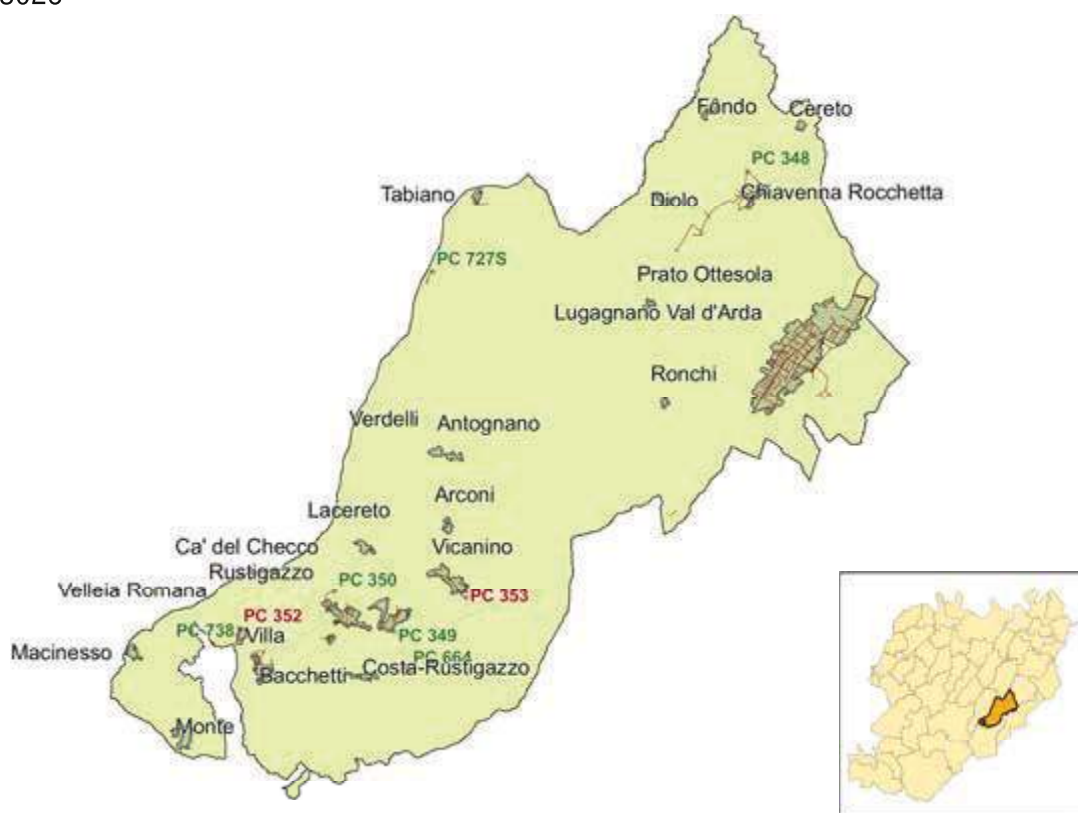 Fondo
Cereto
PC 348
Tabiano
Diolo
Chiavenna Rocchetta
PC 727S
Prato Ottesola
Lugagnano Val d'Arda
Ronchi
Verdelli
Antognano
Arconi
Lacereto
Ca' del Checco
Vicanino
Rustigazzo
PC 350
Velleia Romana
PC 353
PC 352
PC 738
Villa
PC 349
Macinesso
PC 664
Bacchetti
Costa-Rustigazzo
Monte